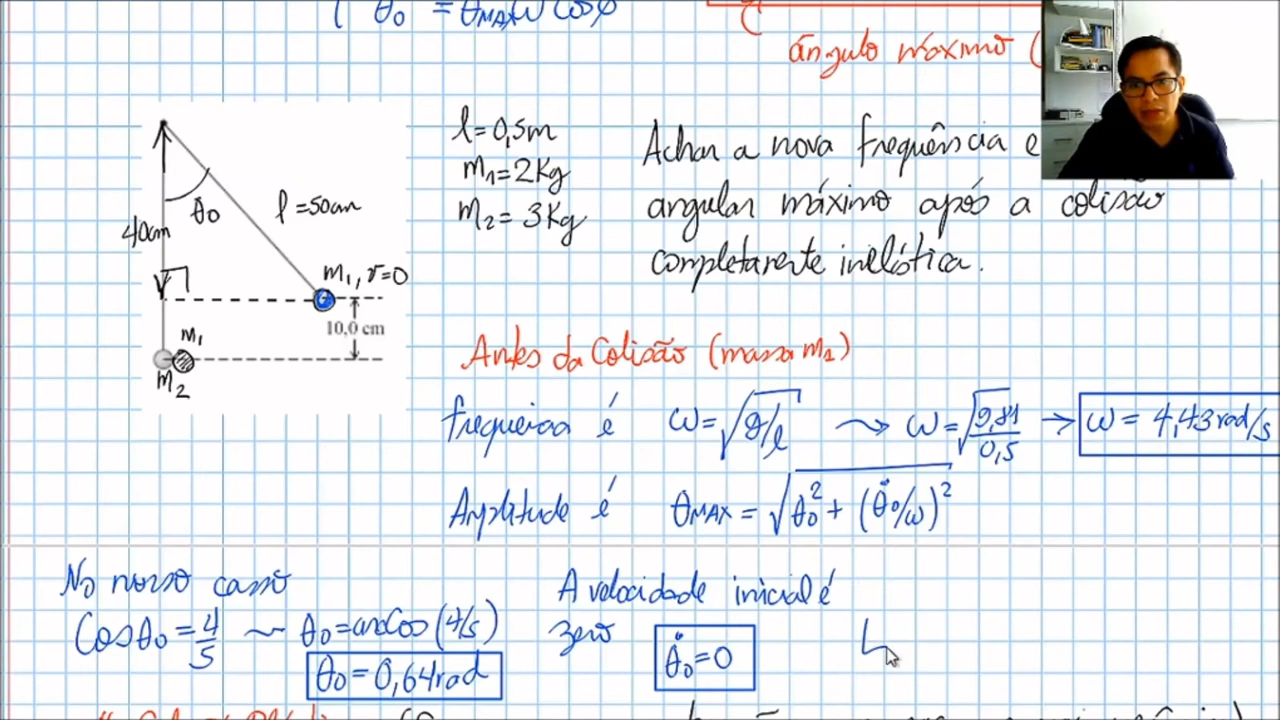 θ̇0 = θMAX ω cos φ
ângulo máximo (
40cm
θ0
l = 50cm
m1, v=0
10,0 cm
m1
m2
l = 0,5m
m1 = 2Kg
m2 = 3Kg
Achar a nova frequência e
angular máximo após a colisão
completamente inelástica.
Antes da Colisão (massa m1)
frequência é ω = √g/l ⤳ ω = √9,81/0,5 → ω = 4,43 rad/s
Amplitude é θMAX = √θ0² + (θ̇0/ω)²
No nosso caso
Cos θ0 = 4/5 ~ θ0 = arcCos (4/5)
θ0 = 0,64 rad
A velocidade inicial é
zero θ̇0 = 0